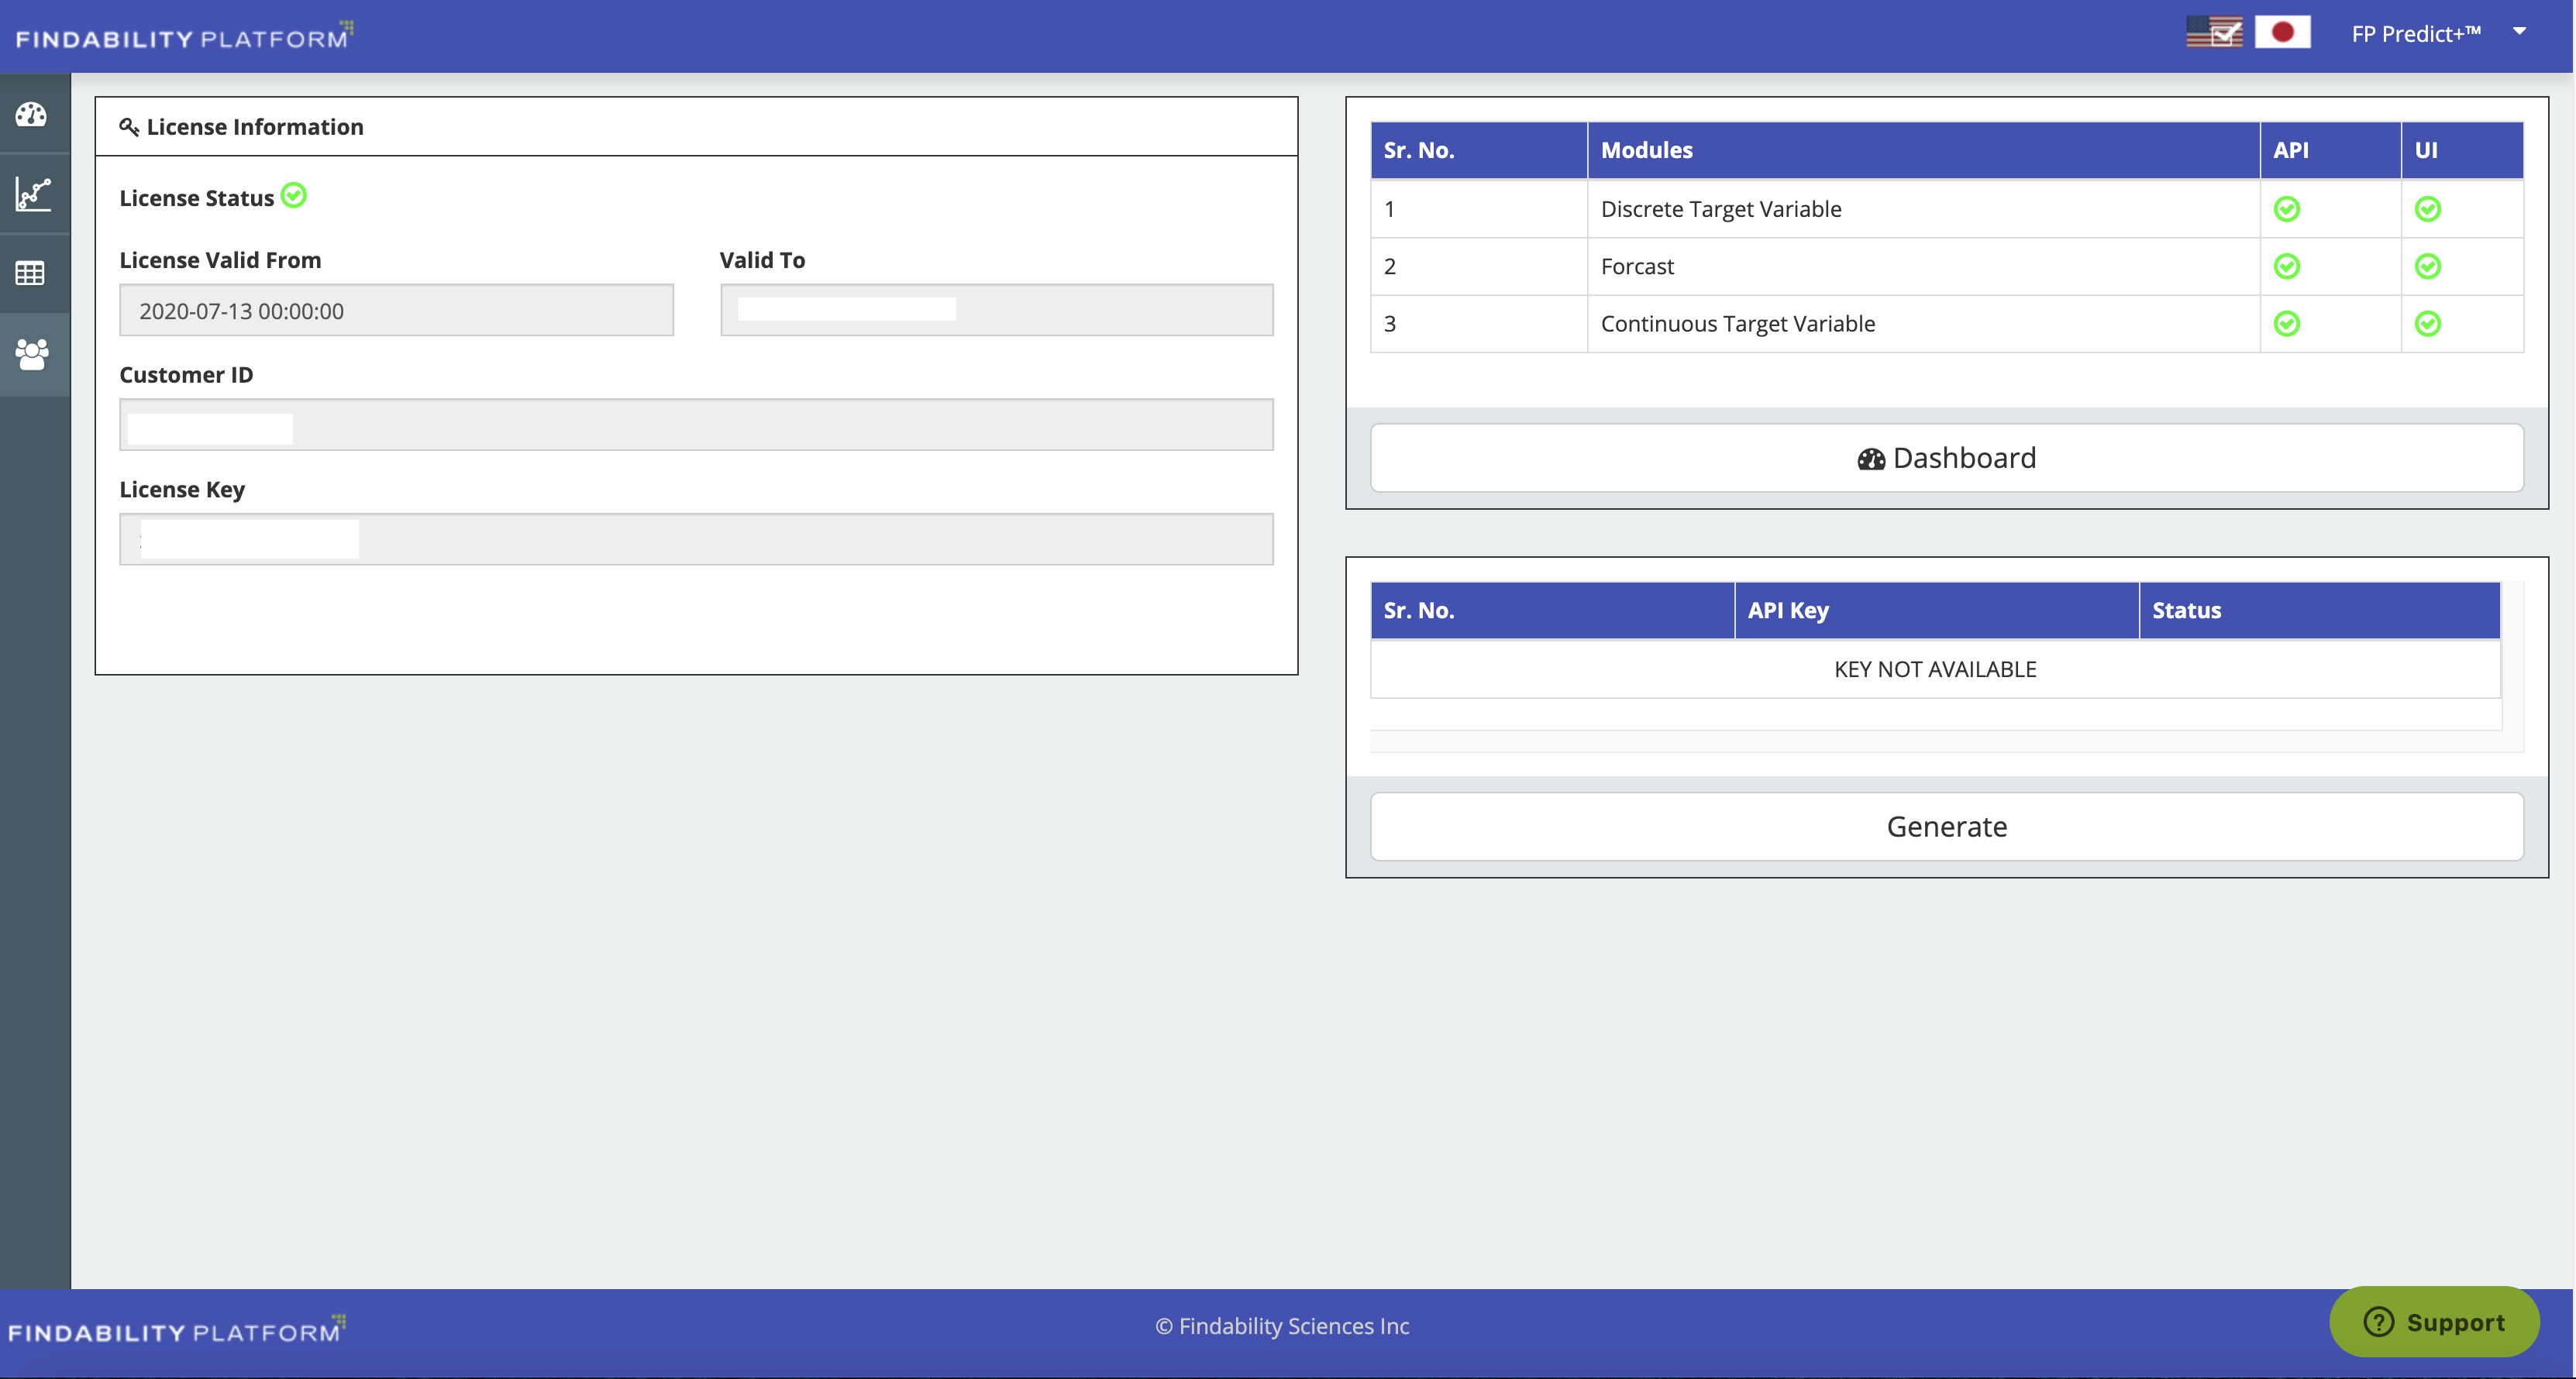 FINDABILITY PLATFORM
FP Predict+™
License Information
License Status
License Valid From
Valid To
2020-07-13 00:00:00
Customer ID
License Key
Sr. No. Modules API UI
1 Discrete Target Variable
2 Forcast
3 Continuous Target Variable
Dashboard
Sr. No. API Key Status
KEY NOT AVAILABLE
Generate
FINDABILITY PLATFORM
© Findability Sciences Inc
Support